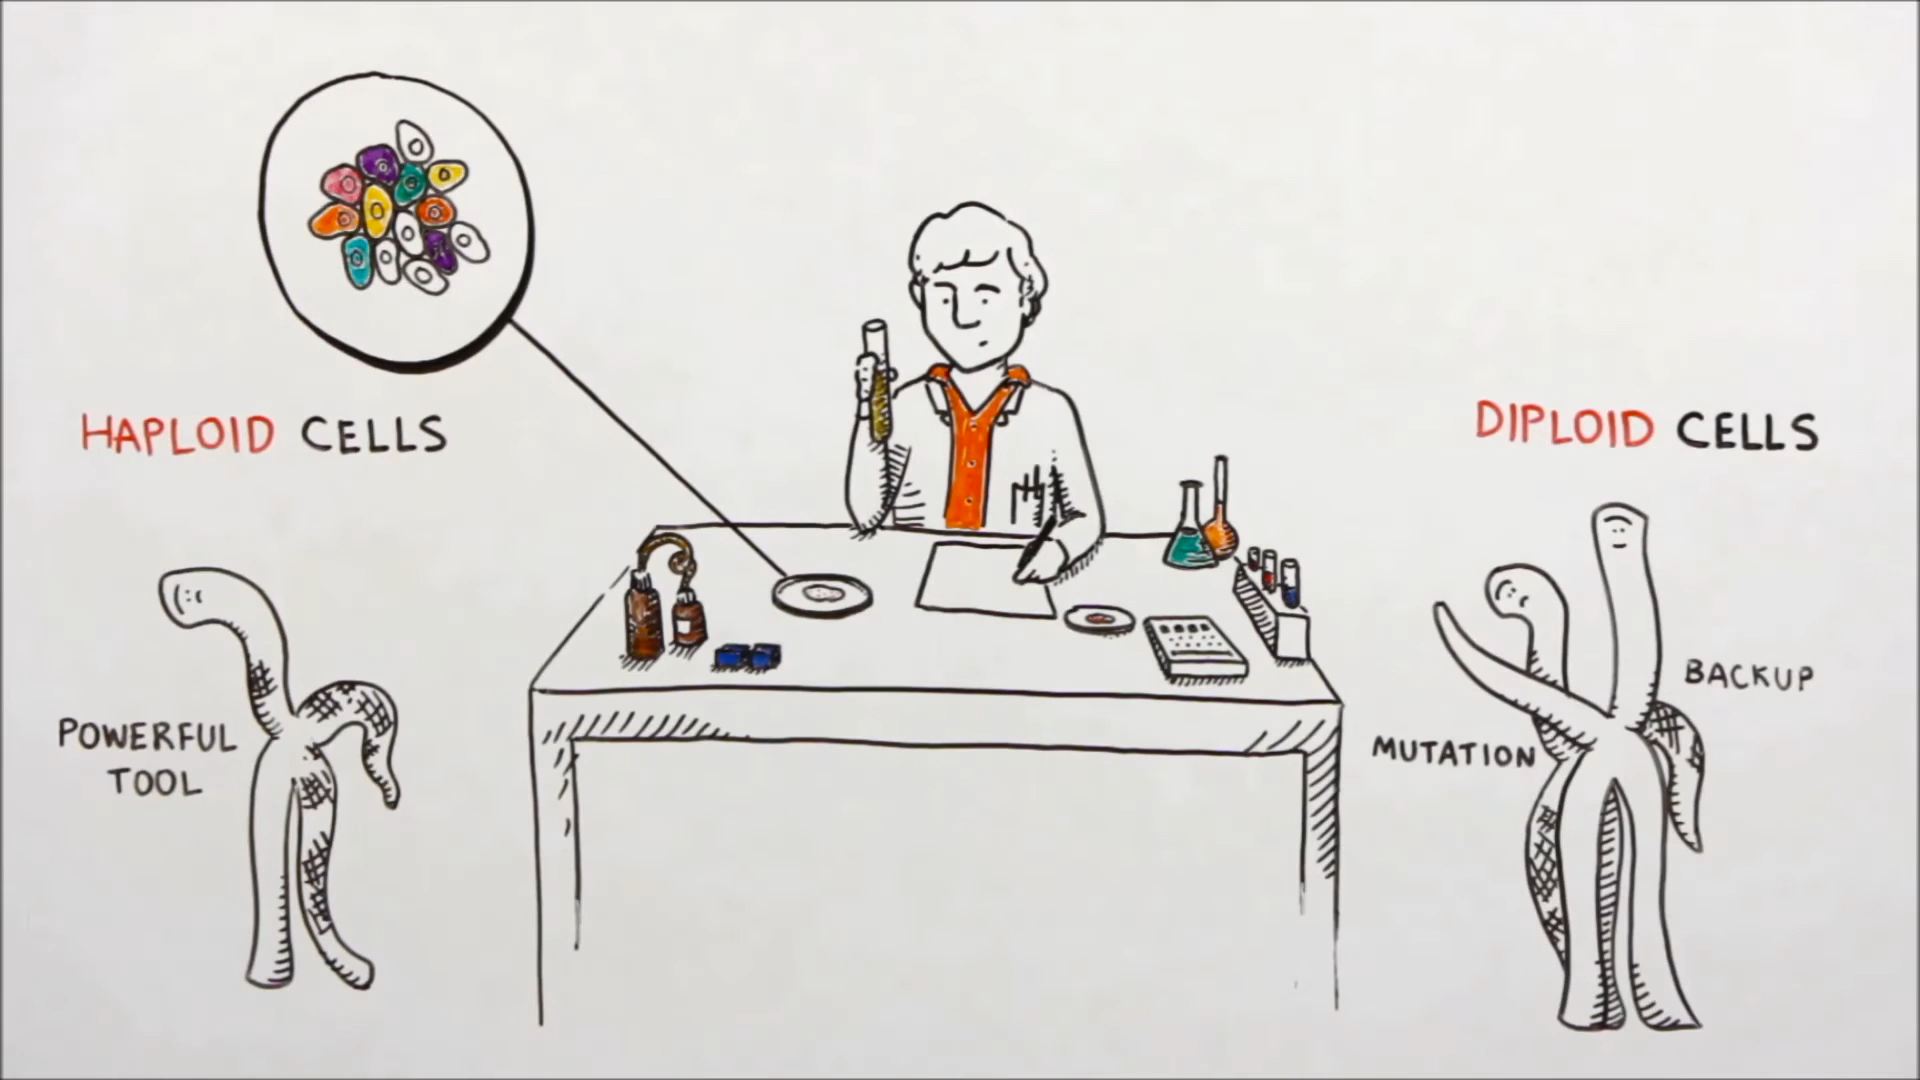 HAPLOID CELLS
DIPLOID CELLS
POWERFUL
TOOL
MUTATION
BACKUP